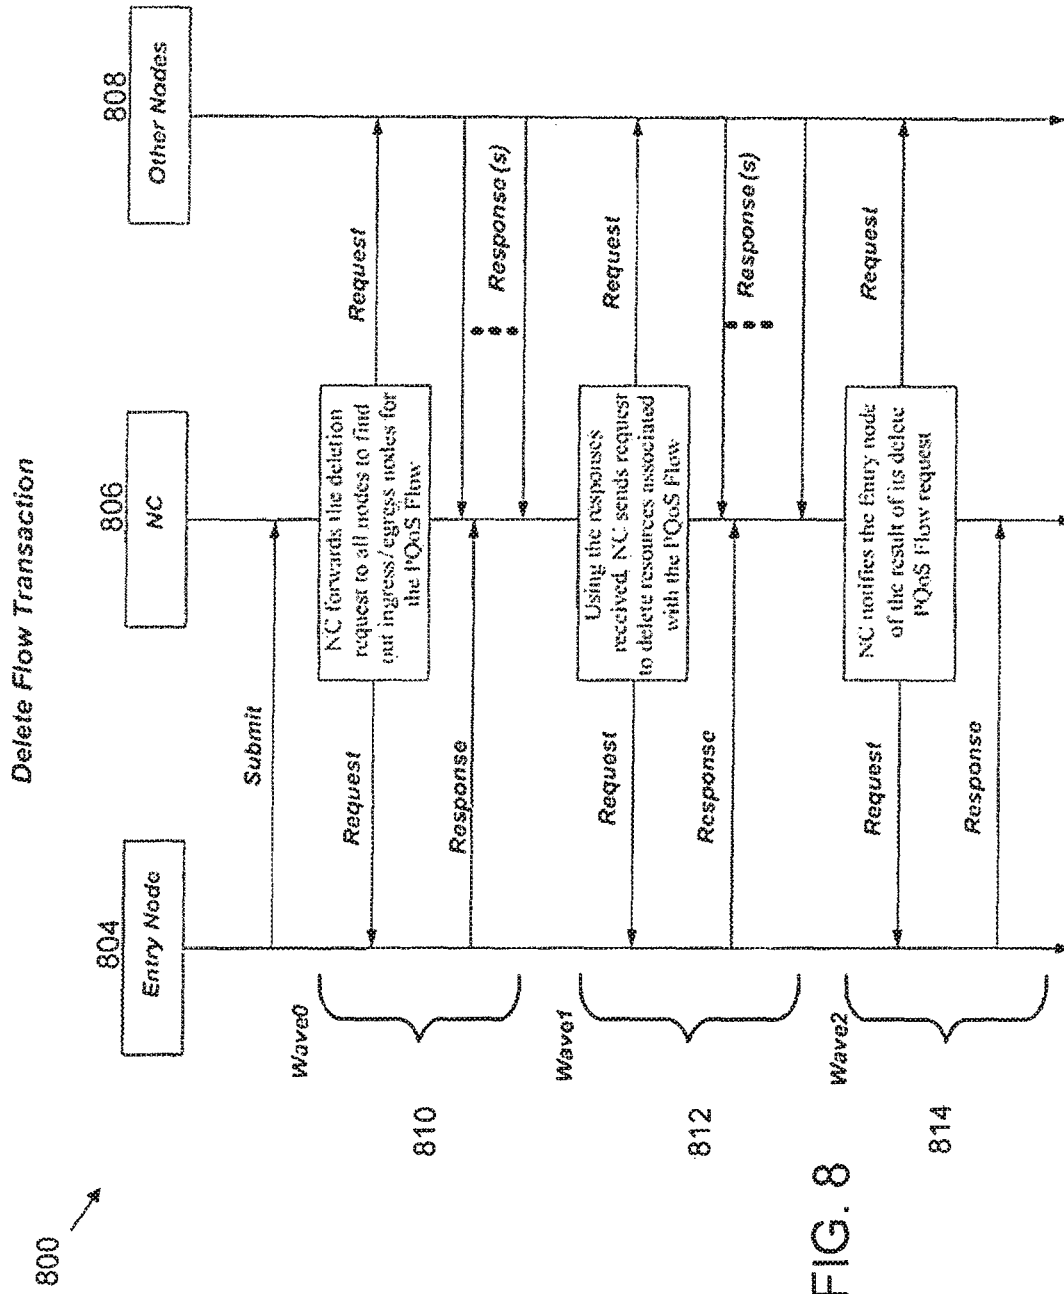 800
Delete Flow Transaction
804
Entry Node
806
NC
808
Other Nodes
Submit
Wave0
810
Request
NC forwards the deletion
request to all nodes to find
out ingress/egress nodes for
the PQoS Flow
Request
Response
Response(s)
Wave1
812
Request
Using the responses
received, NC sends request
to delete resources associated
with the PQoS Flow
Request
Response
Response(s)
Wave2
814
Request
NC notifies the Entry node
of the result of its delete
PQoS Flow request
Request
Response
FIG. 8